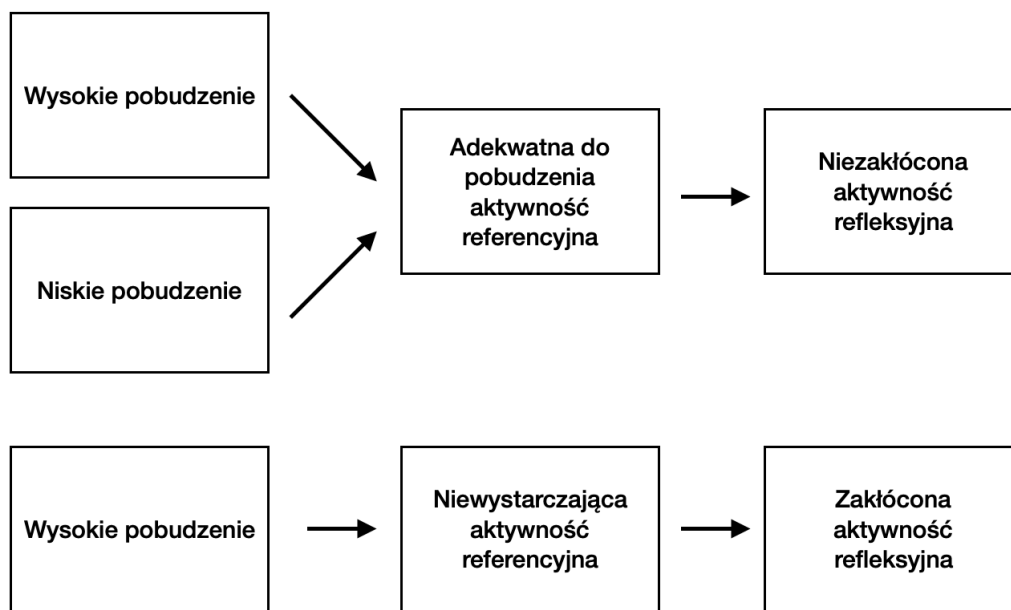 Wysokie pobudzenie
Adekwatna do
pobudzenia
aktywność
referencyjna
Niezakłócona
aktywność
refleksyjna
Niskie pobudzenie
Wysokie pobudzenie
Niewystarczająca
aktywność
referencyjna
Zakłócona
aktywność
refleksyjna